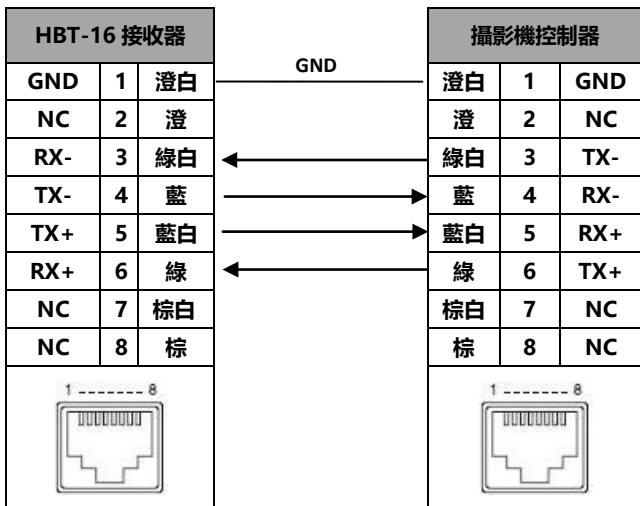 HBT-16 接收器 攝影機控制器
GND 1 澄白 GND 澄白 1 GND
NC 2 澄 澄 2 NC
RX- 3 綠白 綠白 3 TX-
TX- 4 藍 藍 4 RX-
TX+ 5 藍白 藍白 5 RX+
RX+ 6 綠 綠 6 TX+
NC 7 棕白 棕白 7 NC
NC 8 棕 棕 8 NC
1 ------- 8 1 ------- 8